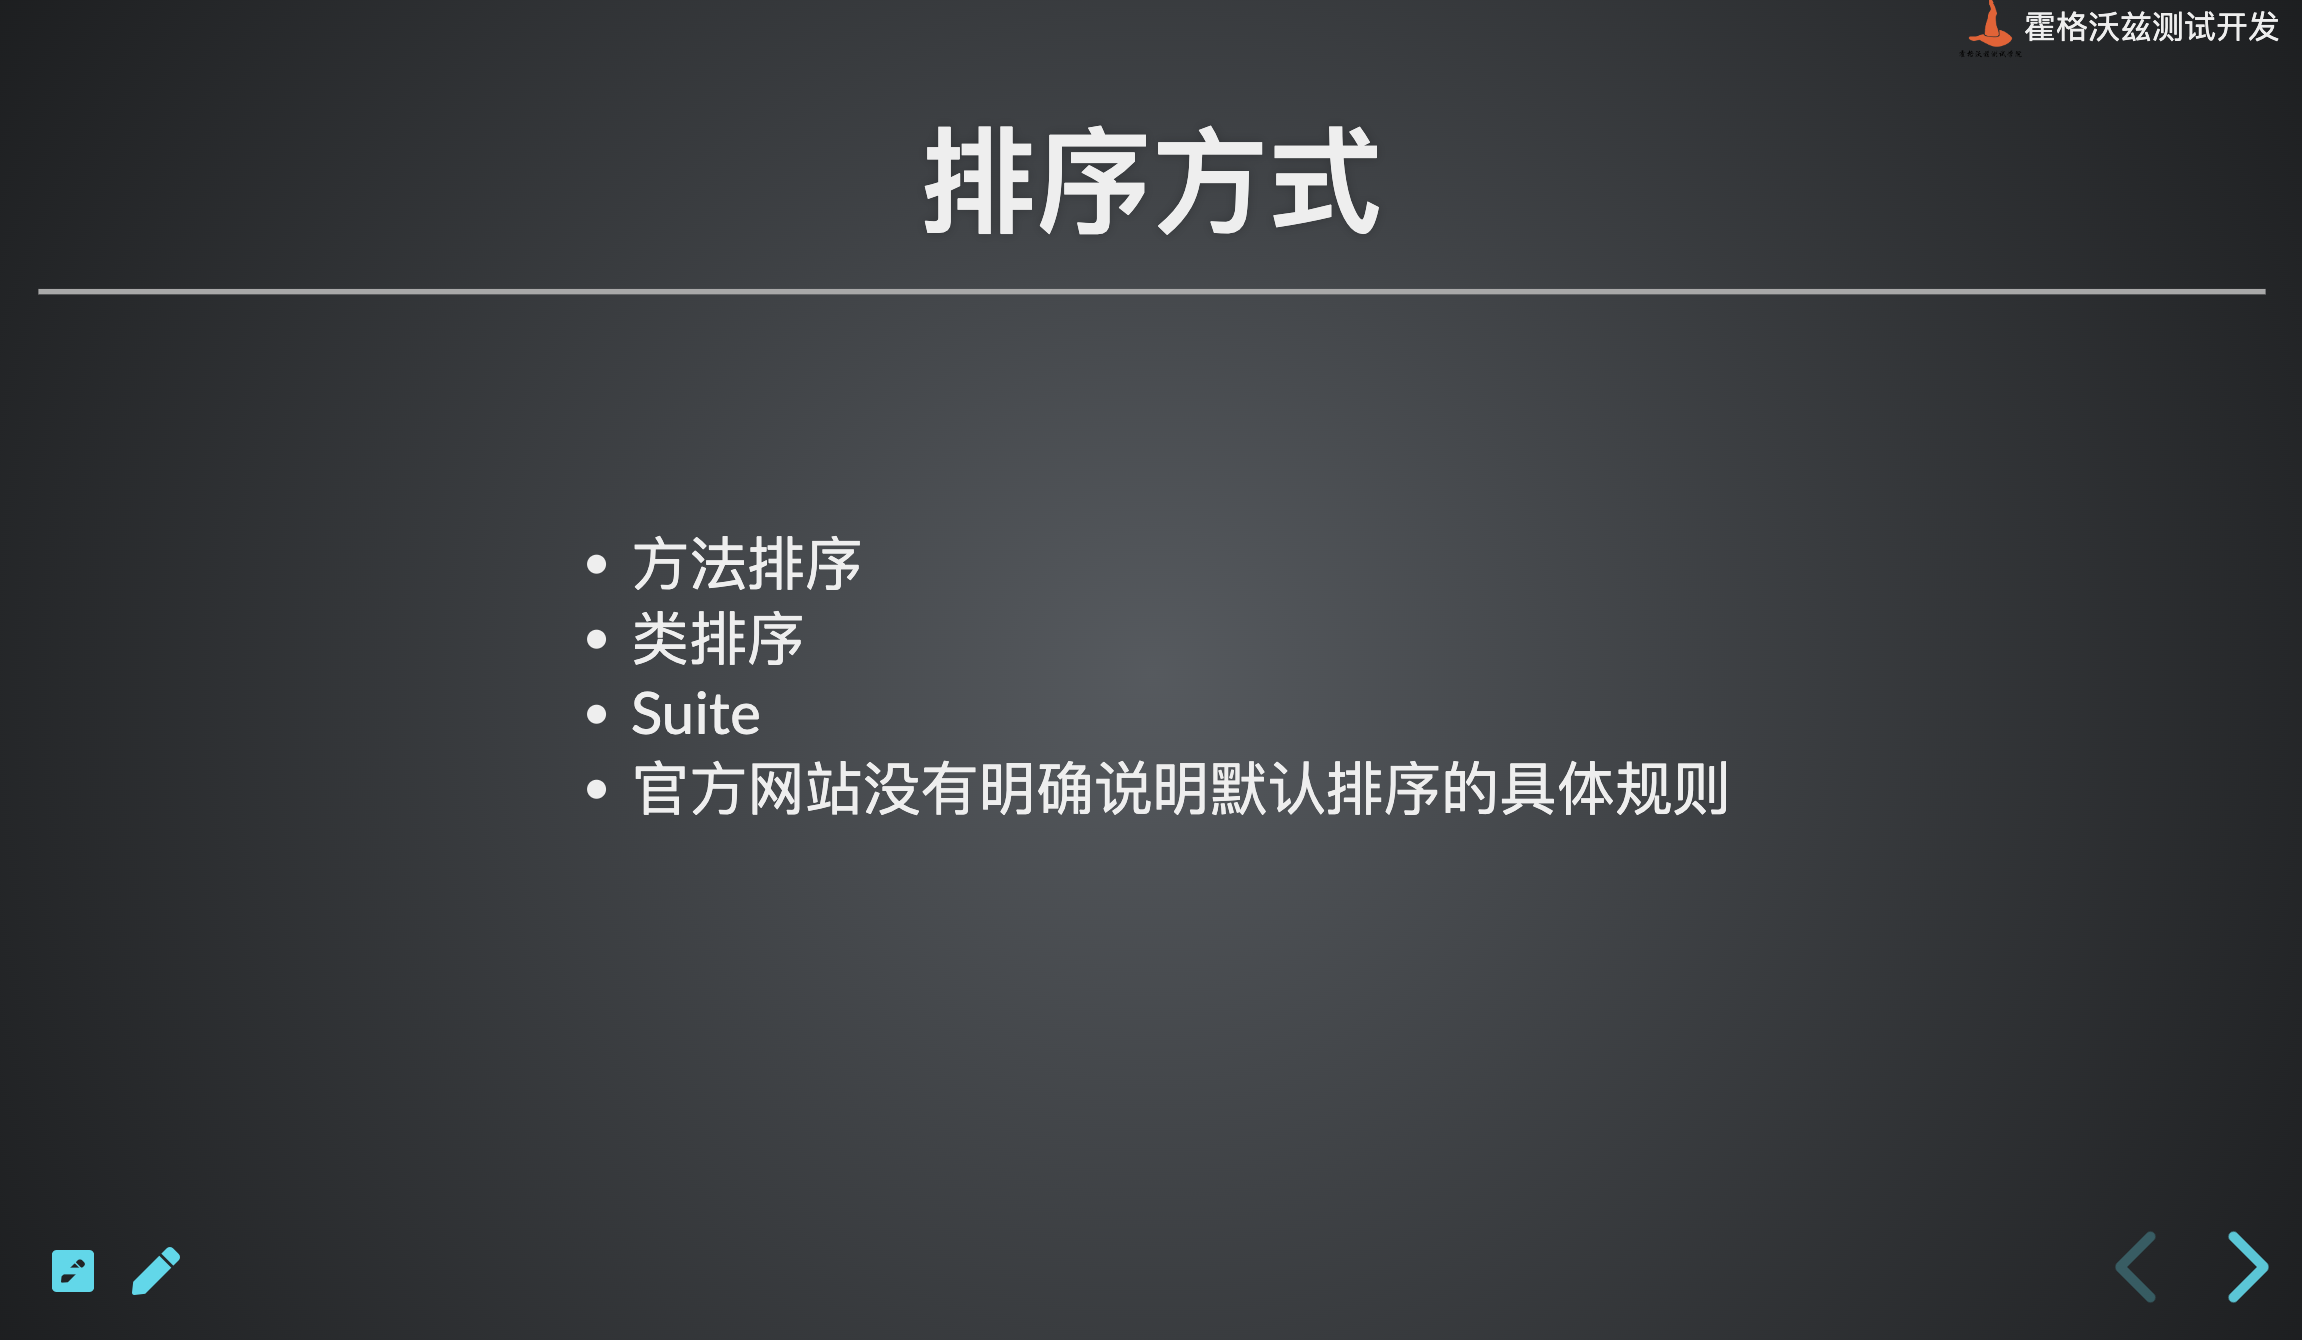 霍格沃兹测试开发
排序方式
方法排序
类排序
Suite
官方网站没有明确说明默认排序的具体规则